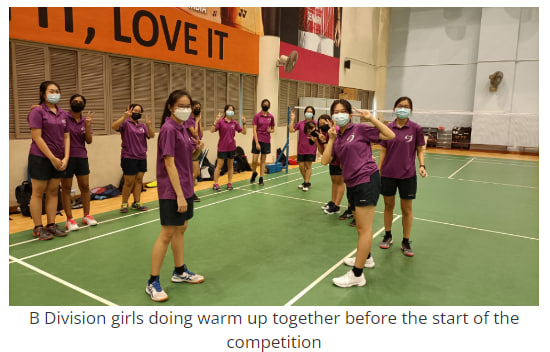 IT, LOVE IT
B Division girls doing warm up together before the start of the
competition